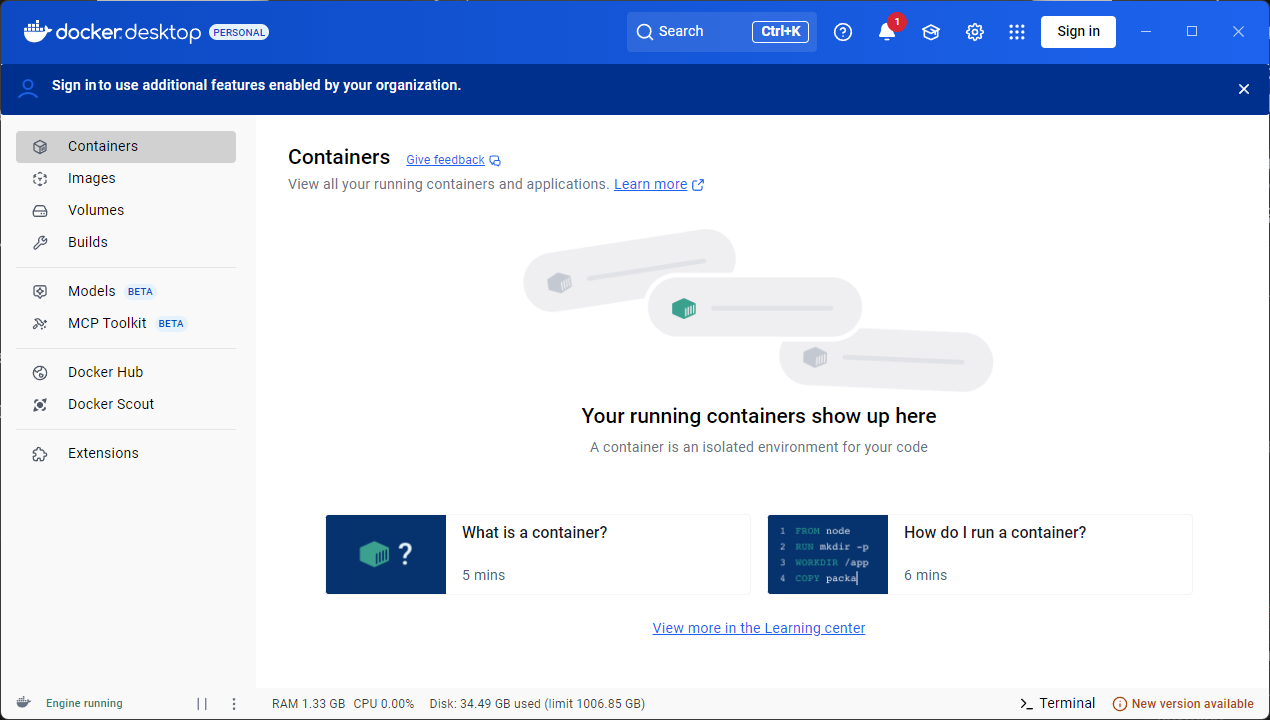 docker.desktop PERSONAL
Search Ctrl+K
1
Sign in
Sign in to use additional features enabled by your organization.
Containers
Images
Volumes
Builds
Models BETA
MCP Toolkit BETA
Docker Hub
Docker Scout
Extensions
Containers Give feedback
View all your running containers and applications. Learn more
Your running containers show up here
A container is an isolated environment for your code
?
What is a container?
5 mins
1 FROM node
2 RUN mkdir -p
3 WORKDIR /app
4 COPY packa
How do I run a container?
6 mins
View more in the Learning center
Engine running
RAM 1.33 GB CPU 0.00% Disk: 34.49 GB used (limit 1006.85 GB)
Terminal
New version available